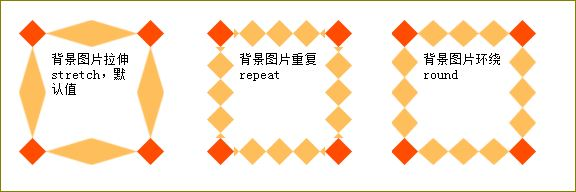 背景图片拉伸
stretch，默
认值
背景图片重复
repeat
背景图片环绕
round